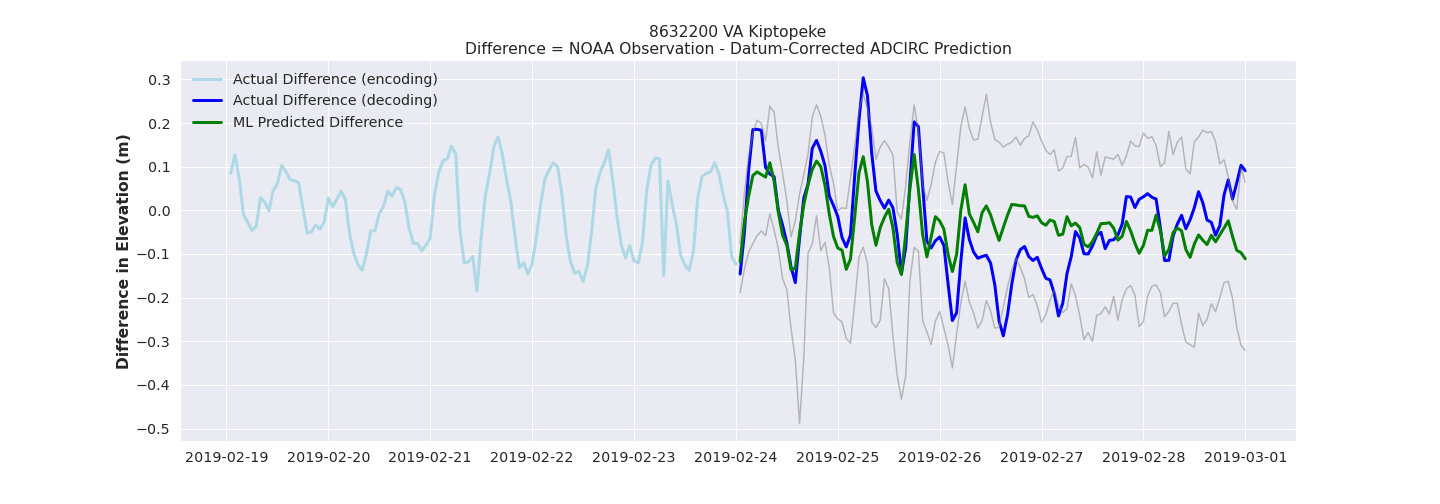 8632200 VA Kiptopeke
Difference = NOAA Observation - Datum-Corrected ADCIRC Prediction
Actual Difference (encoding)
Actual Difference (decoding)
ML Predicted Difference
Difference in Elevation (m)
0.3
0.2
0.1
0.0
−0.1
−0.2
−0.3
−0.4
−0.5
2019-02-19 2019-02-20 2019-02-21 2019-02-22 2019-02-23 2019-02-24 2019-02-25 2019-02-26 2019-02-27 2019-02-28 2019-03-01